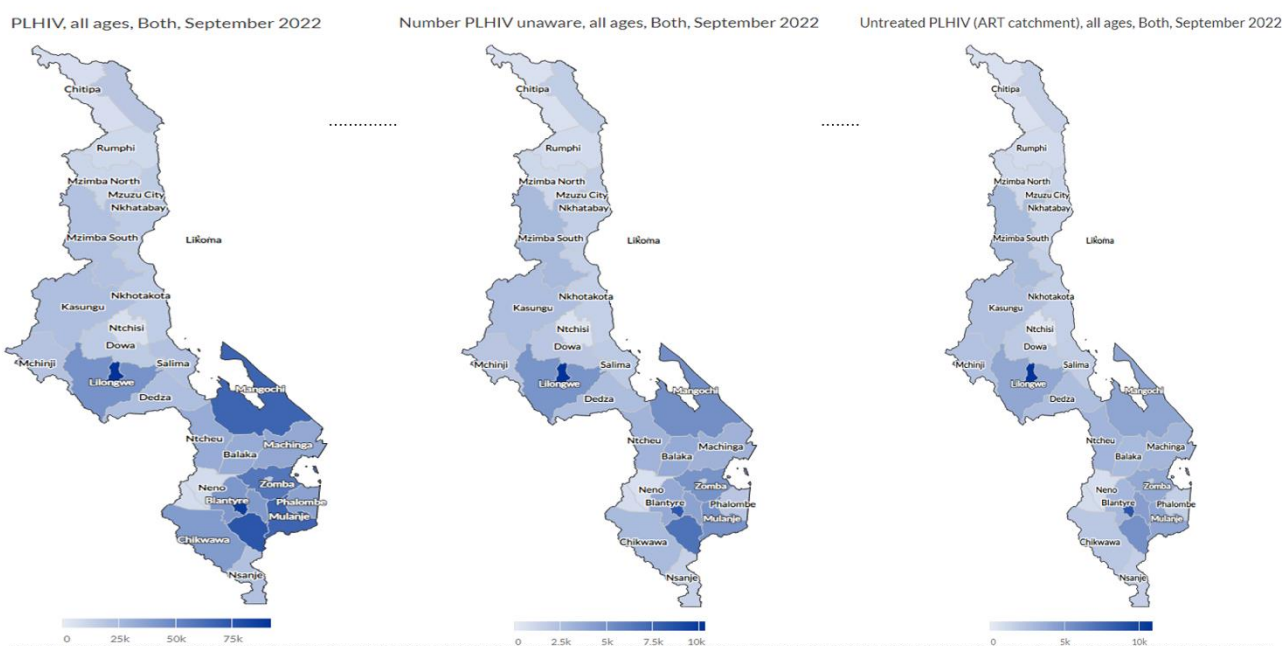 PLHIV, all ages, Both, September 2022
Chitipa
Rumphi
Mzimba North
Mzuzu City
Nkhatabay
Mzimba South
Likoma
Nkhotakota
Kasungu
Ntchisi
Dowa
Mchinji
Salima
Lilongwe
Mangochi
Dedza
Ntcheu
Machinga
Balaka
Neno
Zomba
Blantyre
Phalombe
Mulanje
Chikwawa
Nsanje
0 25k 50k 75k
.............
Number PLHIV unaware, all ages, Both, September 2022
Chitipa
Rumphi
Mzimba North
Mzuzu City
Nkhatabay
Mzimba South
Likoma
Nkhotakota
Kasungu
Ntchisi
Dowa
Mchinji
Salima
Lilongwe
Mangochi
Dedza
Ntcheu
Machinga
Balaka
Neno
Zomba
Blantyre
Phalombe
Mulanje
Chikwawa
Nsanje
0 2.5k 5k 7.5k 10k
.......
Untreated PLHIV (ART catchment), all ages, Both, September 2022
Chitipa
Rumphi
Mzimba North
Mzuzu City
Nkhatabay
Mzimba South
Likoma
Nkhotakota
Kasungu
Ntchisi
Dowa
Mchinji
Salima
Lilongwe
Mangochi
Dedza
Ntcheu
Machinga
Balaka
Neno
Zomba
Blantyre
Phalombe
Mulanje
Chikwawa
Nsanje
0 5k 10k